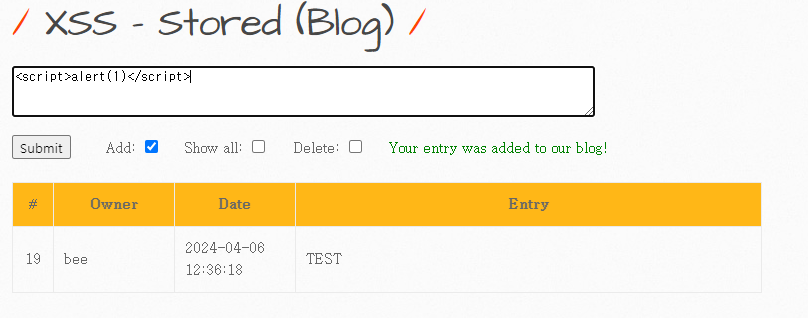 / XSS - Stored (Blog) /
<script>alert(1)</script>
Submit Add: Show all: Delete: Your entry was added to our blog!
# Owner Date Entry
19 bee 2024-04-06 TEST
12:36:18